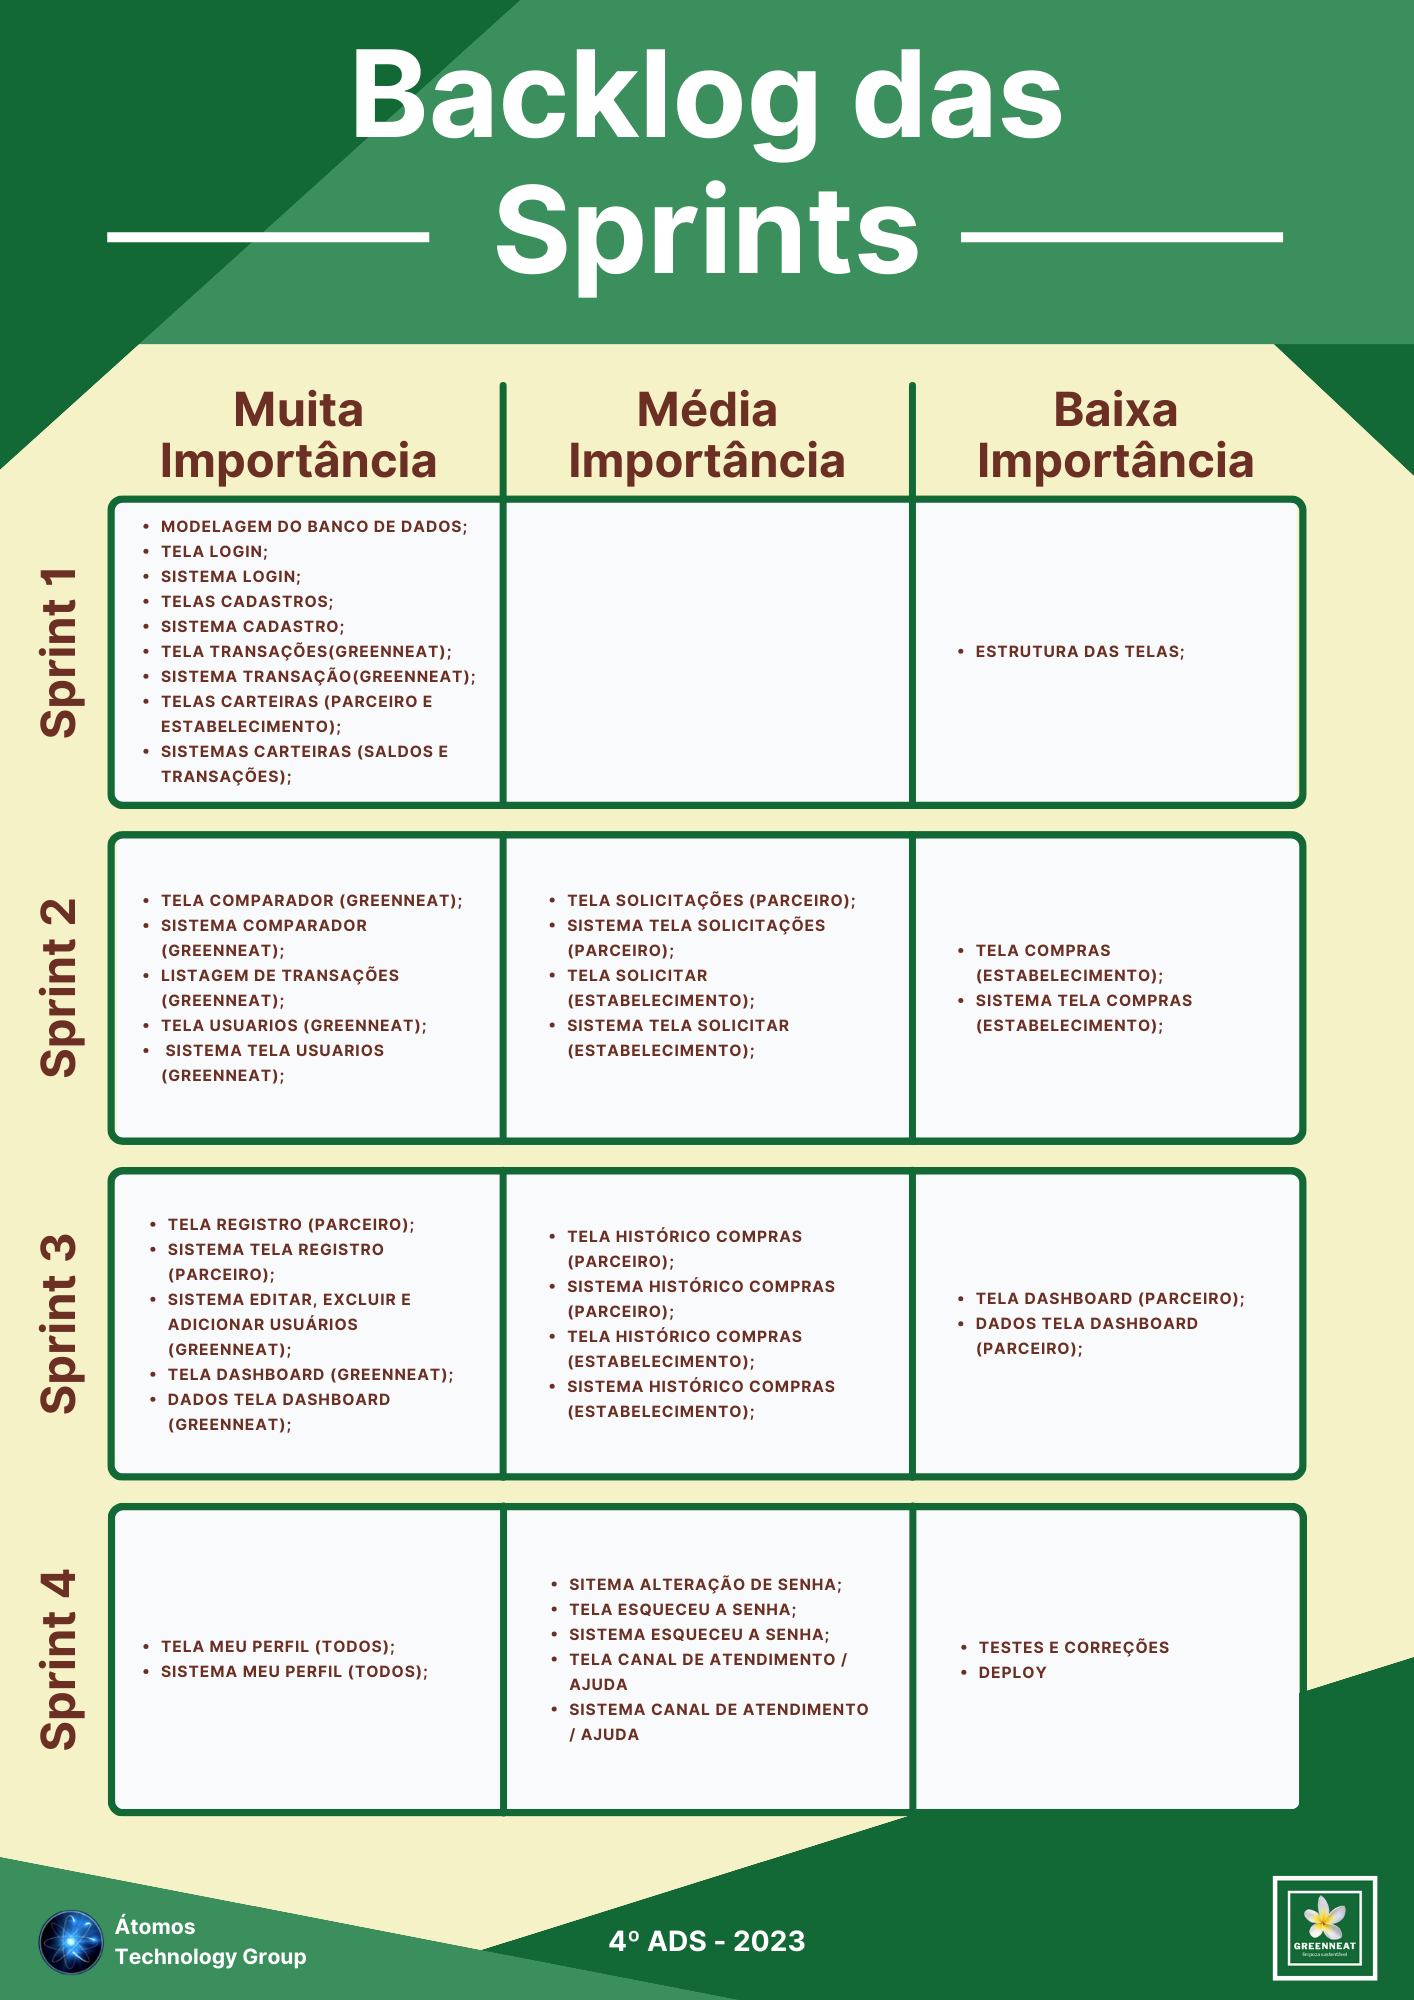 Backlog das
Sprints
Muita
Importância
Média
Importância
Baixa
Importância
Sprint 1
• MODELAGEM DO BANCO DE DADOS;
• TELA LOGIN;
• SISTEMA LOGIN;
• TELAS CADASTROS;
• SISTEMA CADASTRO;
• TELA TRANSAÇÕES(GREENNEAT);
• SISTEMA TRANSAÇÃO(GREENNEAT);
• TELAS CARTEIRAS (PARCEIRO E
ESTABELECIMENTO);
• SISTEMAS CARTEIRAS (SALDOS E
TRANSAÇÕES);
• ESTRUTURA DAS TELAS;
Sprint 2
• TELA COMPARADOR (GREENNEAT);
• SISTEMA COMPARADOR
(GREENNEAT);
• LISTAGEM DE TRANSAÇÕES
(GREENNEAT);
• TELA USUARIOS (GREENNEAT);
• SISTEMA TELA USUARIOS
(GREENNEAT);
• TELA SOLICITAÇÕES (PARCEIRO);
• SISTEMA TELA SOLICITAÇÕES
(PARCEIRO);
• TELA SOLICITAR
(ESTABELECIMENTO);
• SISTEMA TELA SOLICITAR
(ESTABELECIMENTO);
• TELA COMPRAS
(ESTABELECIMENTO);
• SISTEMA TELA COMPRAS
(ESTABELECIMENTO);
Sprint 3
• TELA REGISTRO (PARCEIRO);
• SISTEMA TELA REGISTRO
(PARCEIRO);
• SISTEMA EDITAR, EXCLUIR E
ADICIONAR USUÁRIOS
(GREENNEAT);
• TELA DASHBOARD (GREENNEAT);
• DADOS TELA DASHBOARD
(GREENNEAT);
• TELA HISTÓRICO COMPRAS
(PARCEIRO);
• SISTEMA HISTÓRICO COMPRAS
(PARCEIRO);
• TELA HISTÓRICO COMPRAS
(ESTABELECIMENTO);
• SISTEMA HISTÓRICO COMPRAS
(ESTABELECIMENTO);
• TELA DASHBOARD (PARCEIRO);
• DADOS TELA DASHBOARD
(PARCEIRO);
Sprint 4
• TELA MEU PERFIL (TODOS);
• SISTEMA MEU PERFIL (TODOS);
• SITEMA ALTERAÇÃO DE SENHA;
• TELA ESQUECEU A SENHA;
• SISTEMA ESQUECEU A SENHA;
• TELA CANAL DE ATENDIMENTO /
AJUDA
• SISTEMA CANAL DE ATENDIMENTO
/ AJUDA
• TESTES E CORREÇÕES
• DEPLOY
Átomos
Technology Group
4º ADS - 2023
GREENNEAT
limpeza sustentável